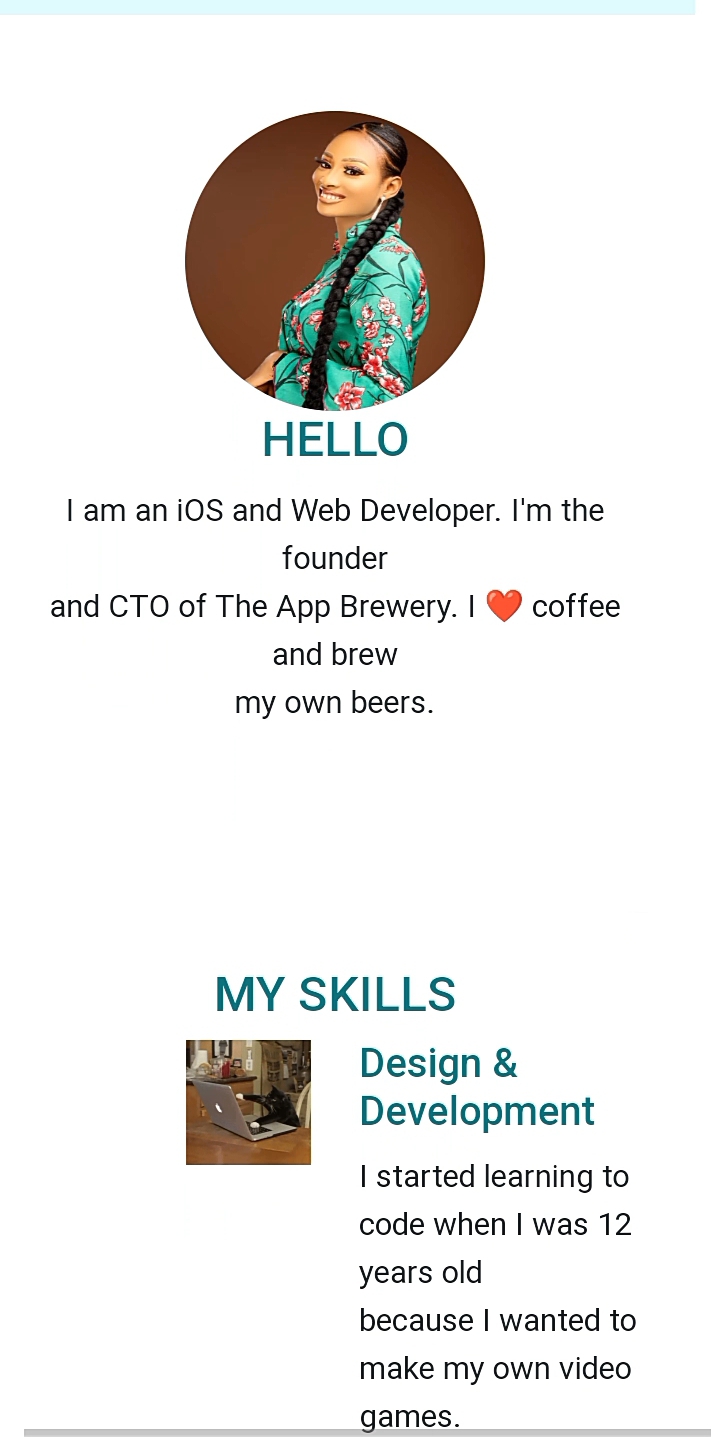 HELLO
I am an iOS and Web Developer. I'm the
founder
and CTO of The App Brewery. I ❤️ coffee
and brew
my own beers.
MY SKILLS
Design &
Development
I started learning to
code when I was 12
years old
because I wanted to
make my own video
games.